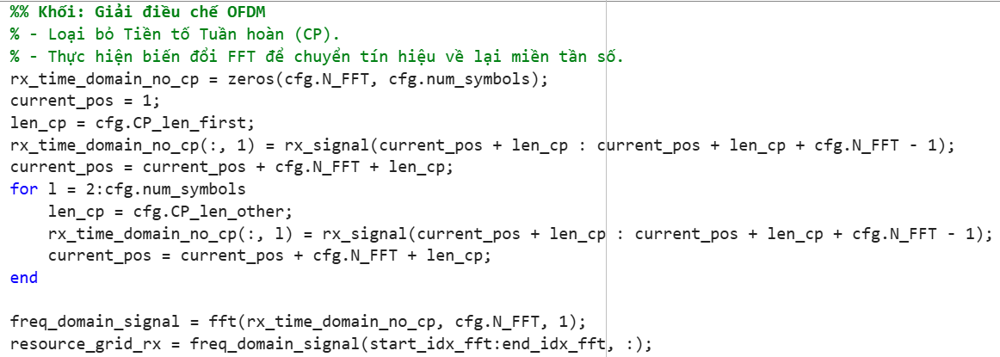 %% Khối: Giải điều chế OFDM
% - Loại bỏ Tiền tố Tuần hoàn (CP).
% - Thực hiện biến đổi FFT để chuyển tín hiệu về lại miền tần số.
rx_time_domain_no_cp = zeros(cfg.N_FFT, cfg.num_symbols);
current_pos = 1;
len_cp = cfg.CP_len_first;
rx_time_domain_no_cp(:, 1) = rx_signal(current_pos + len_cp : current_pos + len_cp + cfg.N_FFT - 1);
current_pos = current_pos + cfg.N_FFT + len_cp;
for l = 2:cfg.num_symbols
    len_cp = cfg.CP_len_other;
    rx_time_domain_no_cp(:, l) = rx_signal(current_pos + len_cp : current_pos + len_cp + cfg.N_FFT - 1);
    current_pos = current_pos + cfg.N_FFT + len_cp;
end

freq_domain_signal = fft(rx_time_domain_no_cp, cfg.N_FFT, 1);
resource_grid_rx = freq_domain_signal(start_idx_fft:end_idx_fft, :);